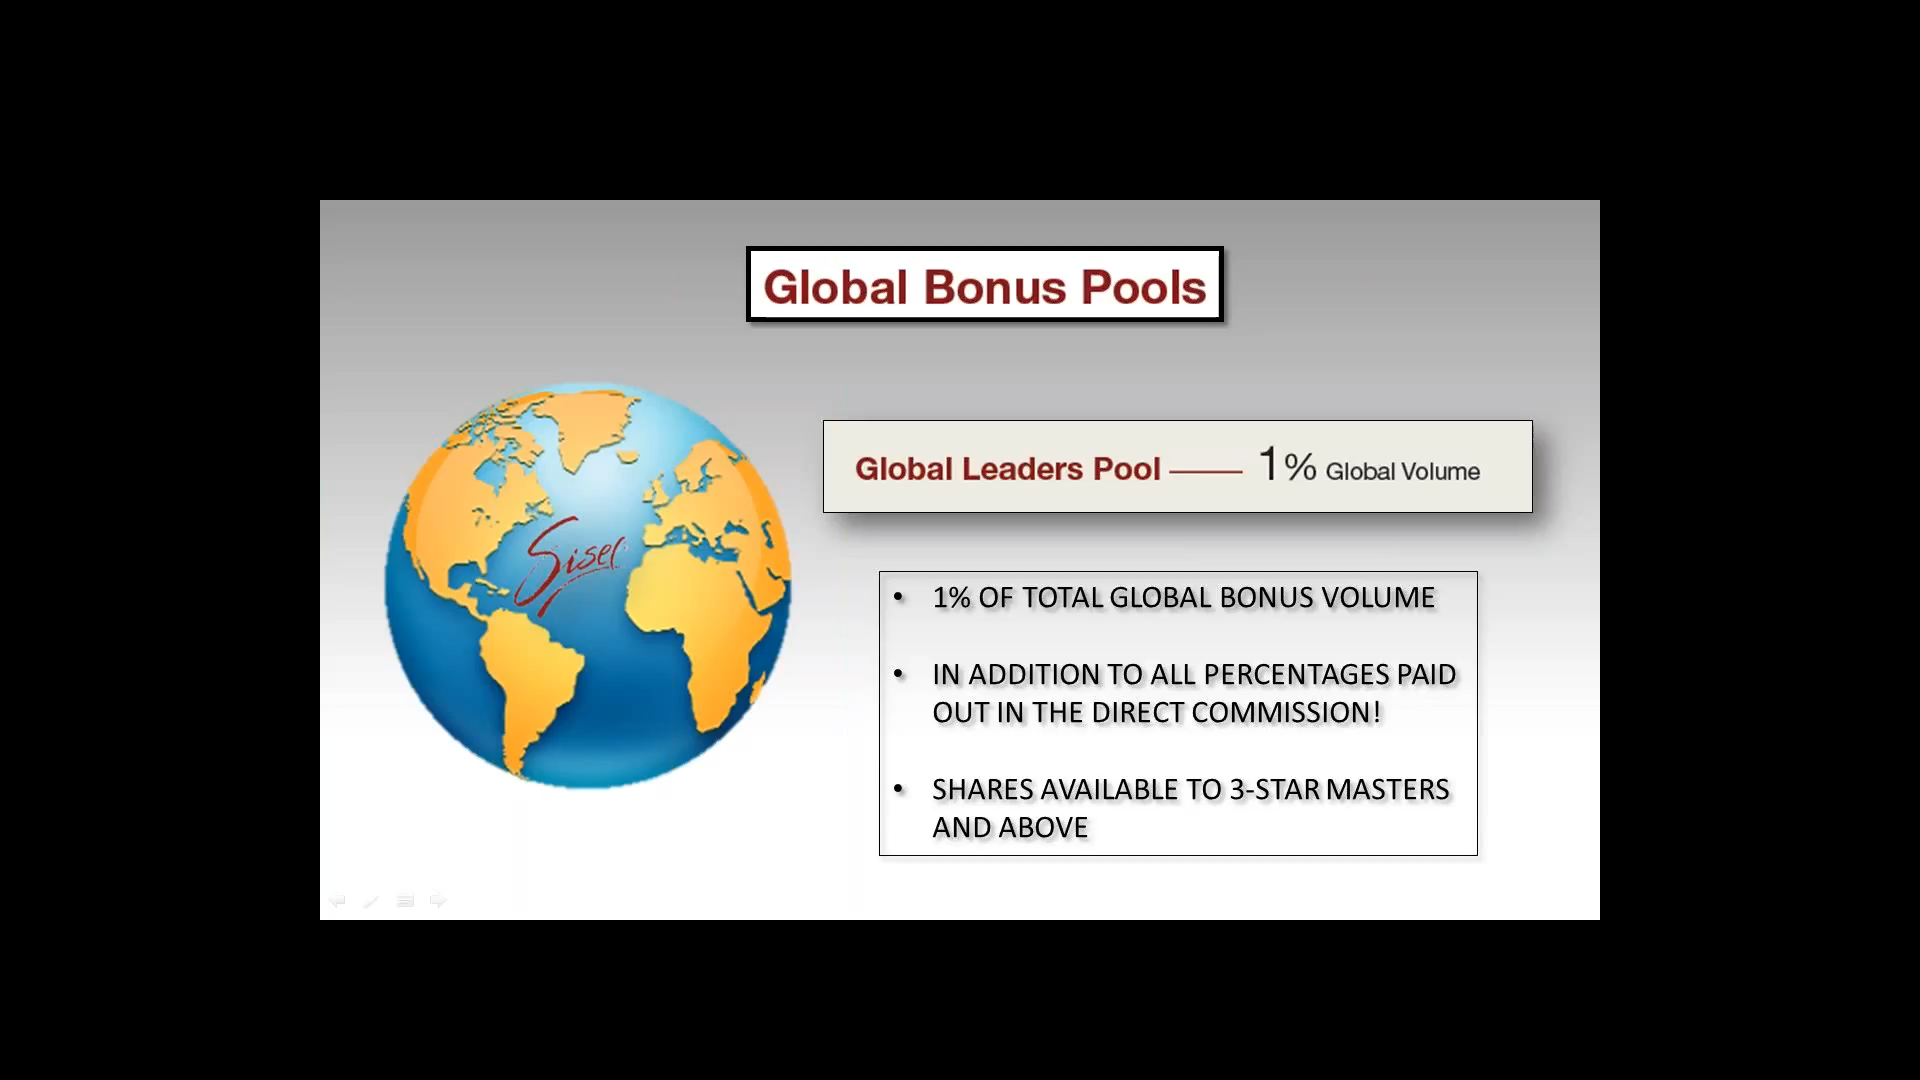 Global Bonus Pools
Global Leaders Pool 1% Global Volume
Sisel
• 1% OF TOTAL GLOBAL BONUS VOLUME
• IN ADDITION TO ALL PERCENTAGES PAID
OUT IN THE DIRECT COMMISSION!
• SHARES AVAILABLE TO 3-STAR MASTERS
AND ABOVE